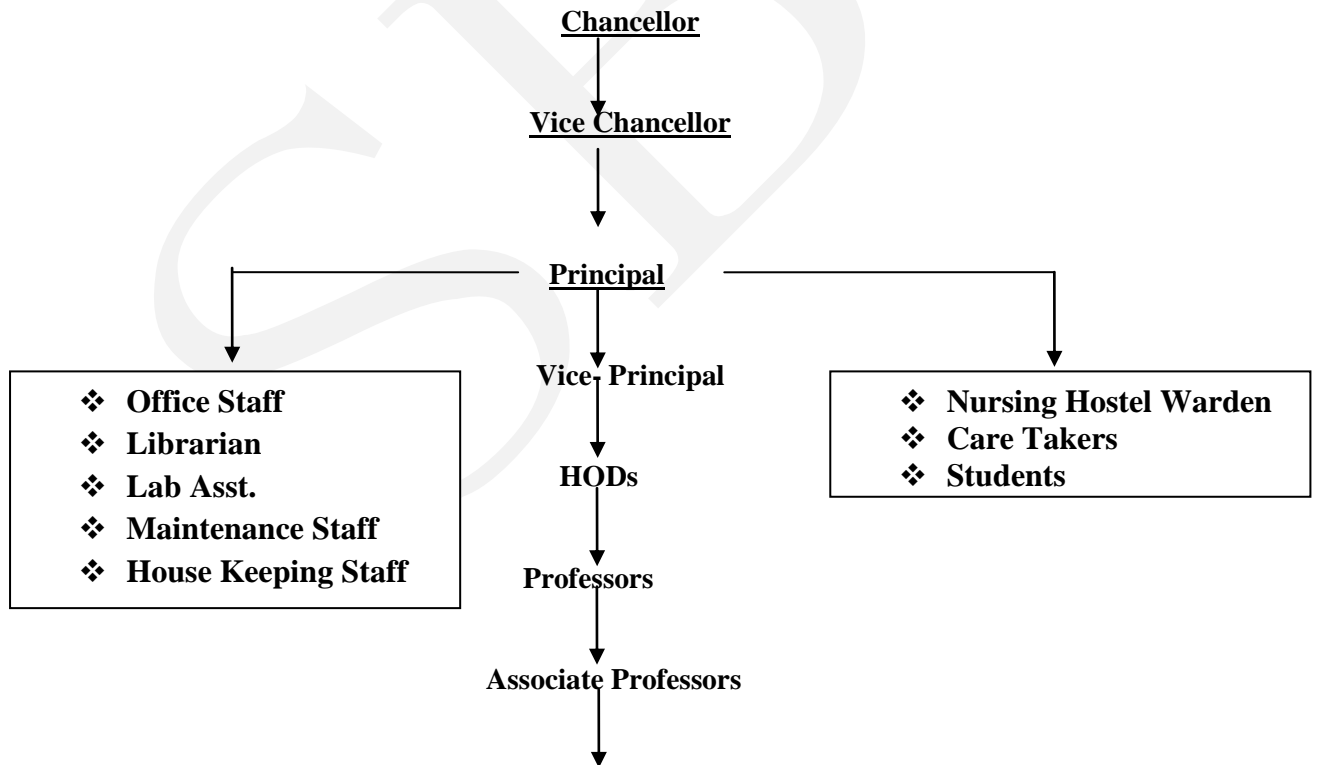 Chancellor
Vice Chancellor
Principal
Vice- Principal
HODs
Professors
Associate Professors
❖ Office Staff
❖ Librarian
❖ Lab Asst.
❖ Maintenance Staff
❖ House Keeping Staff
❖ Nursing Hostel Warden
❖ Care Takers
❖ Students